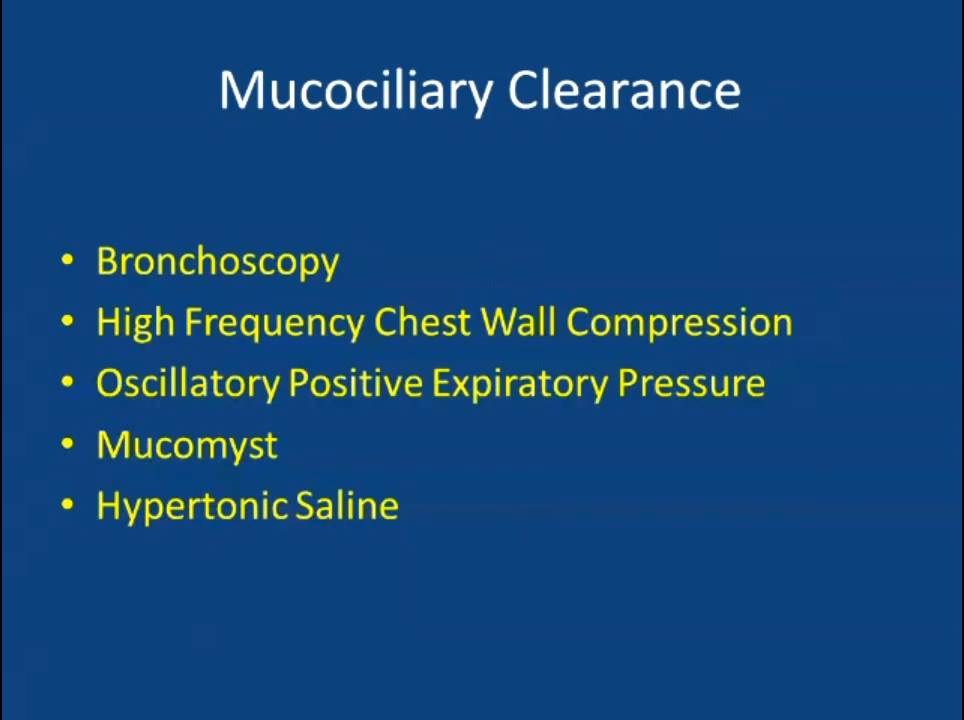 Mucociliary Clearance
• Bronchoscopy
• High Frequency Chest Wall Compression
• Oscillatory Positive Expiratory Pressure
• Mucomyst
• Hypertonic Saline